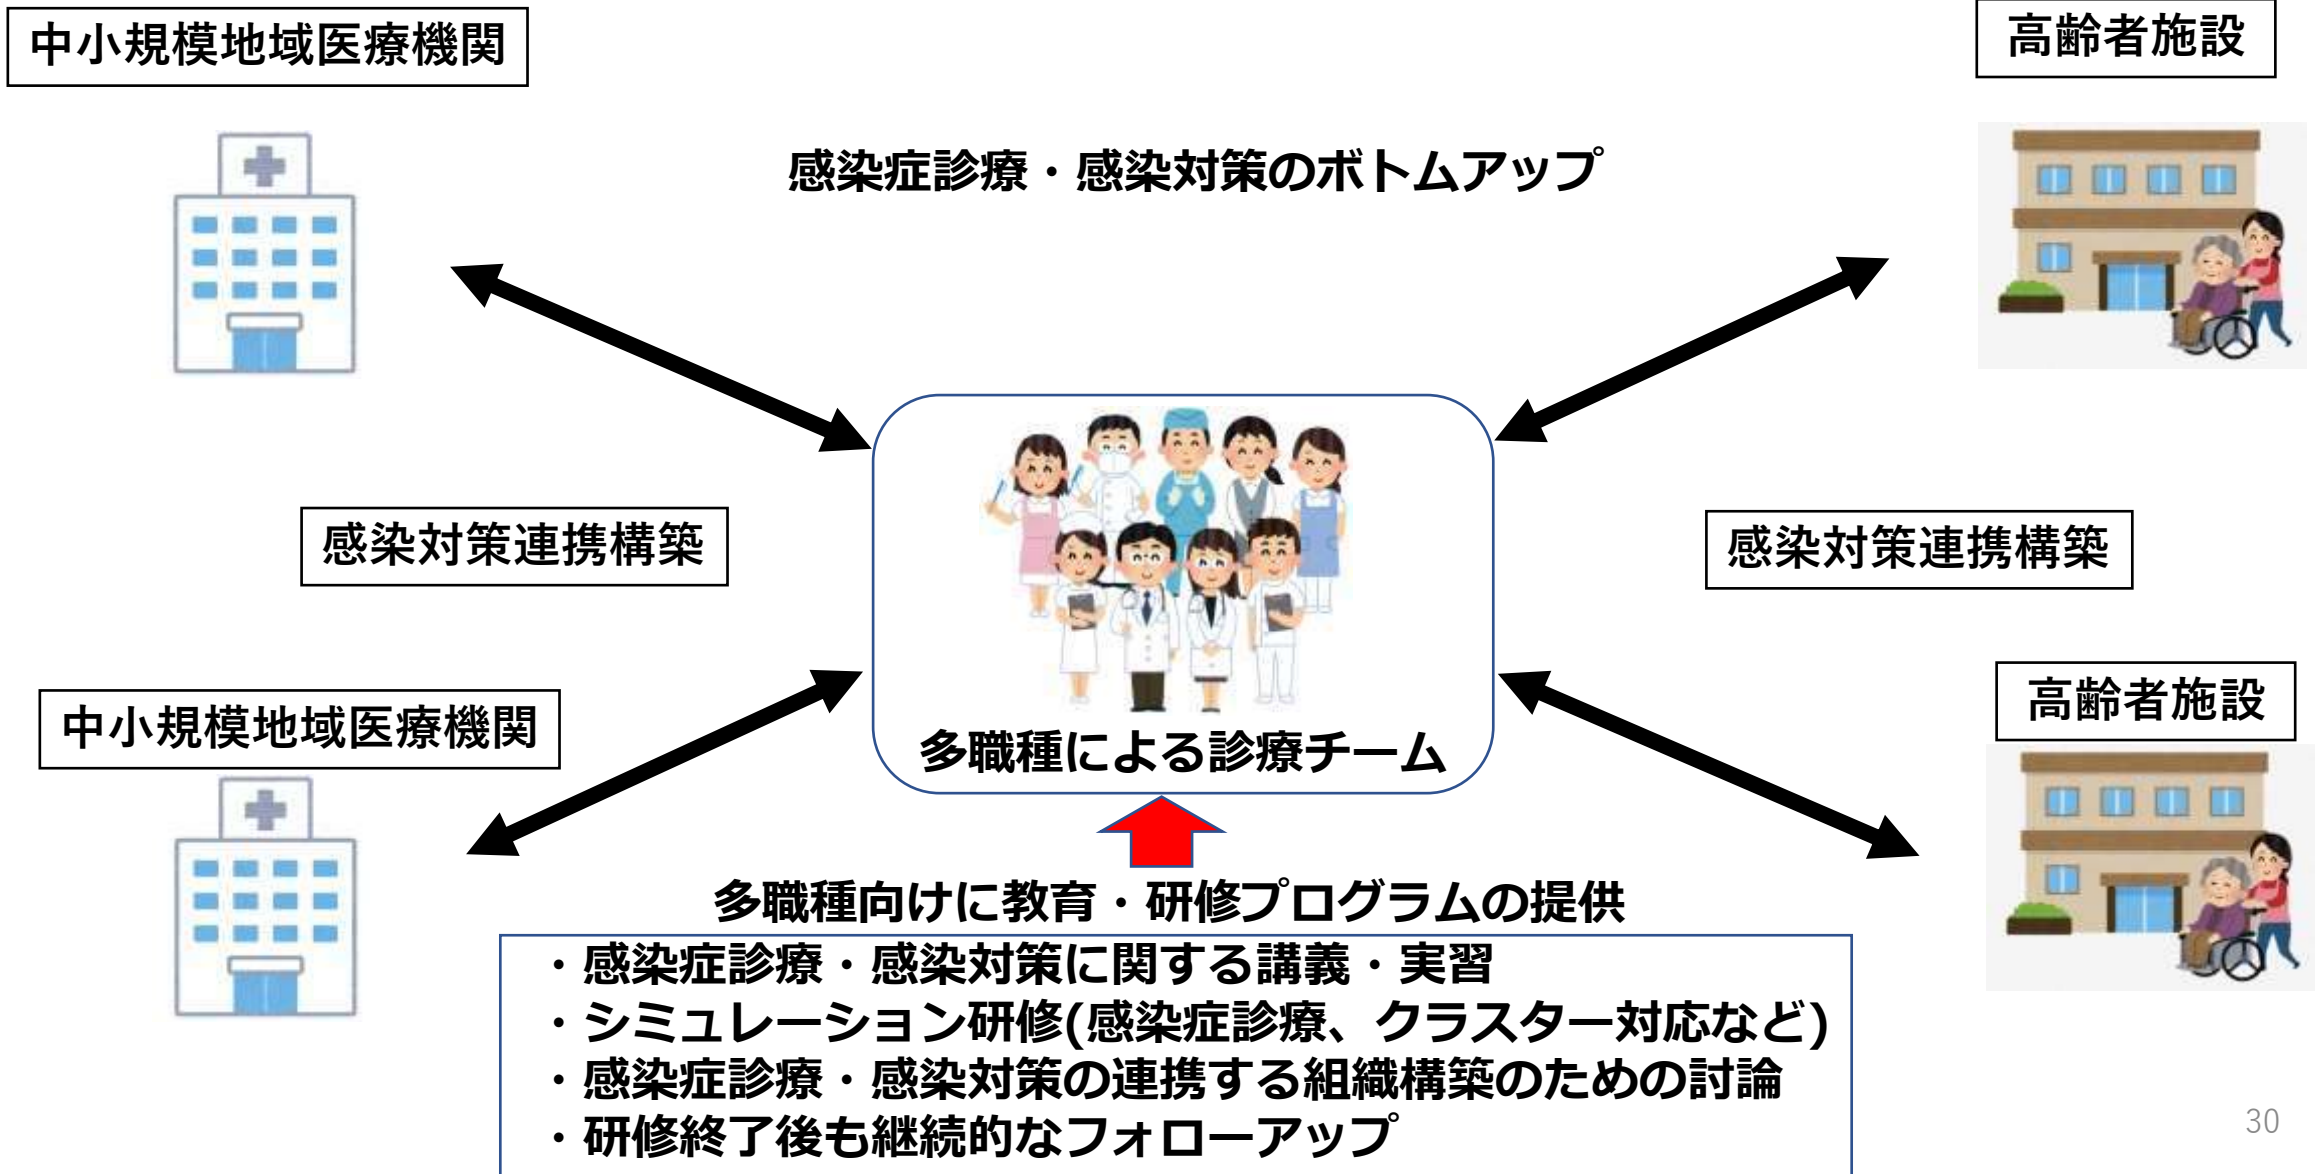 中小規模地域医療機関
高齢者施設
感染症診療・感染対策のボトムアップ
感染対策連携構築
感染対策連携構築
中小規模地域医療機関
高齢者施設
多職種による診療チーム
多職種向けに教育・研修プログラムの提供
・感染症診療・感染対策に関する講義・実習
・シミュレーション研修(感染症診療、クラスター対応など)
・感染症診療・感染対策の連携する組織構築のための討論
・研修終了後も継続的なフォローアップ
30